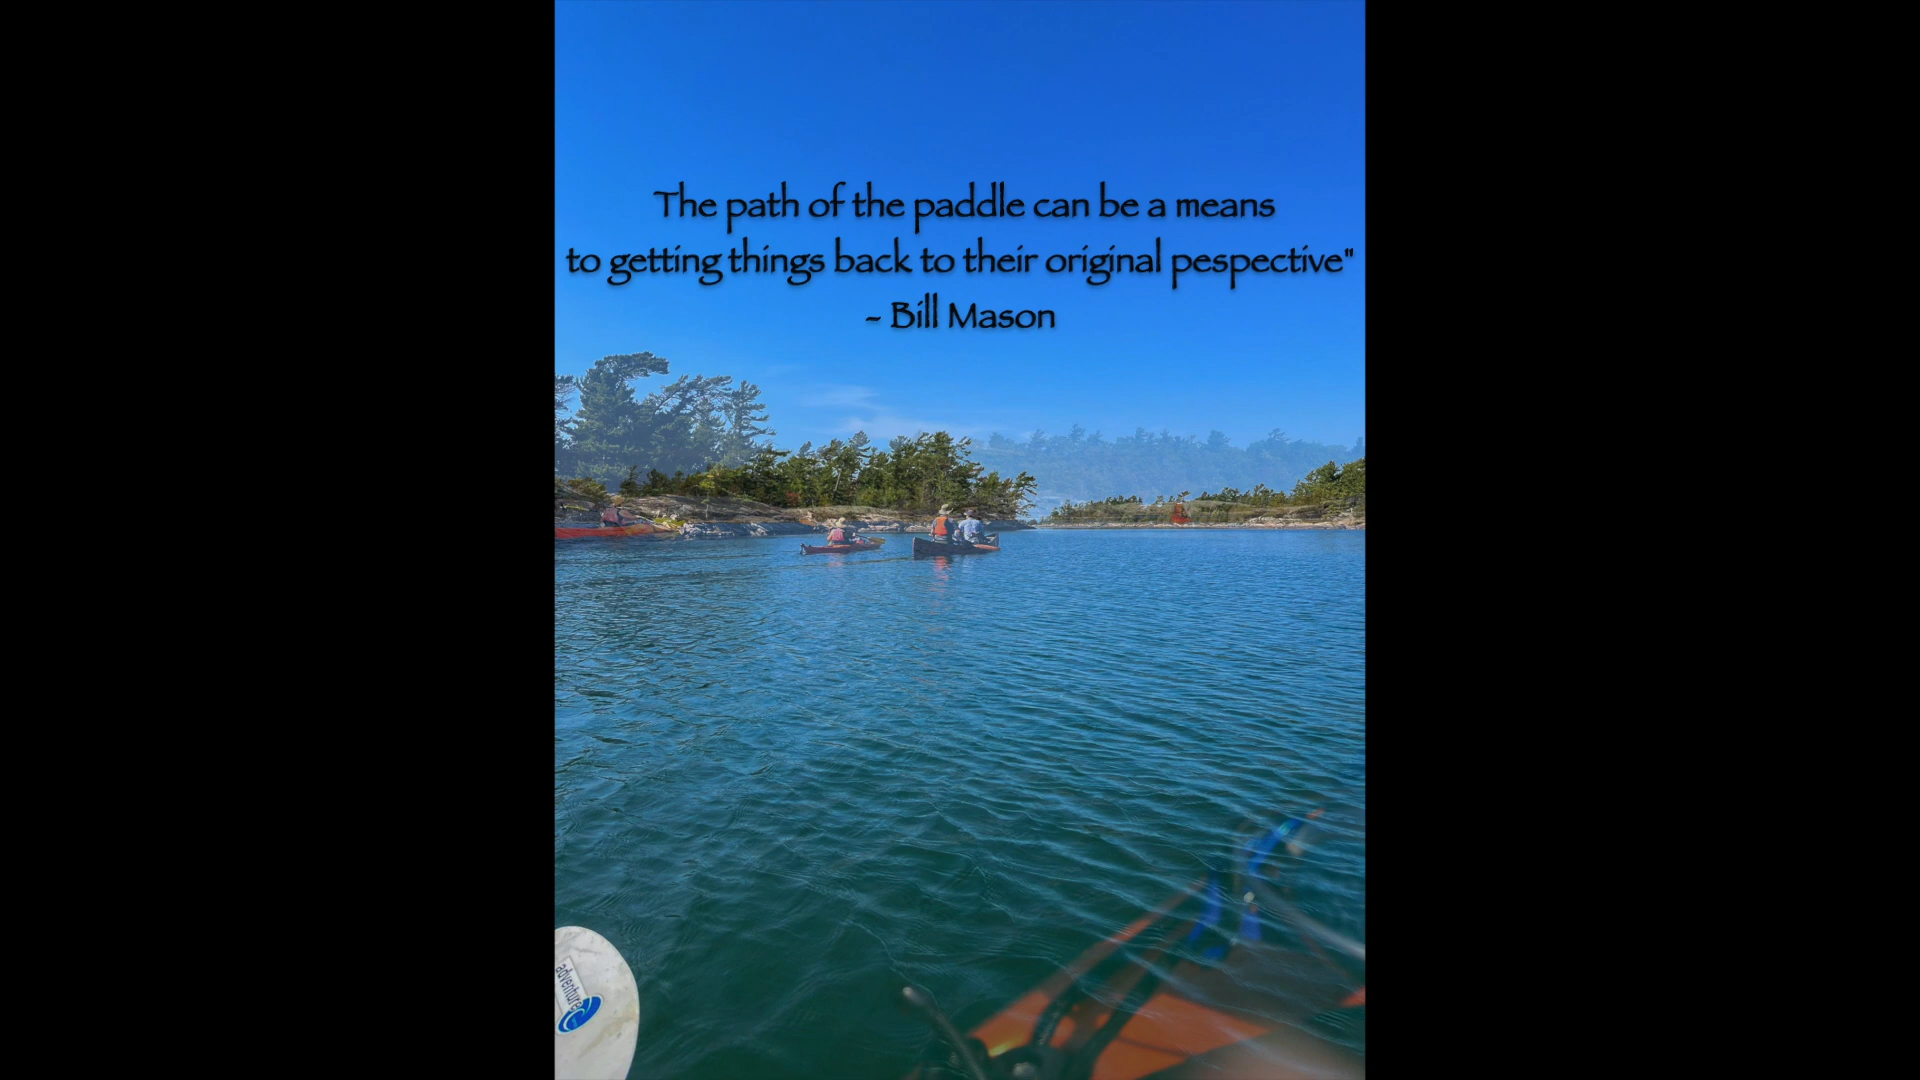 The path of the paddle can be a means
to getting things back to their original pespective"
~ Bill Mason
adventure